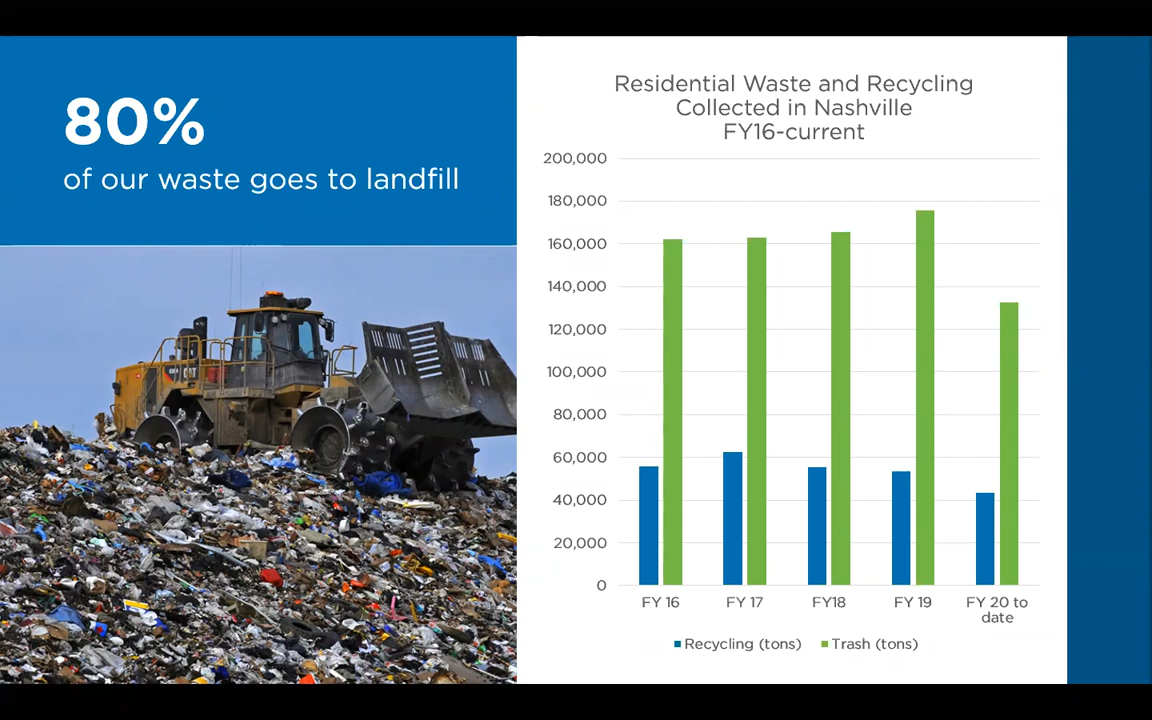 80%
of our waste goes to landfill
Residential Waste and Recycling
Collected in Nashville
FY16-current
200,000
180,000
160,000
140,000
120,000
100,000
80,000
60,000
40,000
20,000
0
FY 16
FY 17
FY18
FY 19
FY 20 to
date
Recycling (tons)
Trash (tons)
CAT